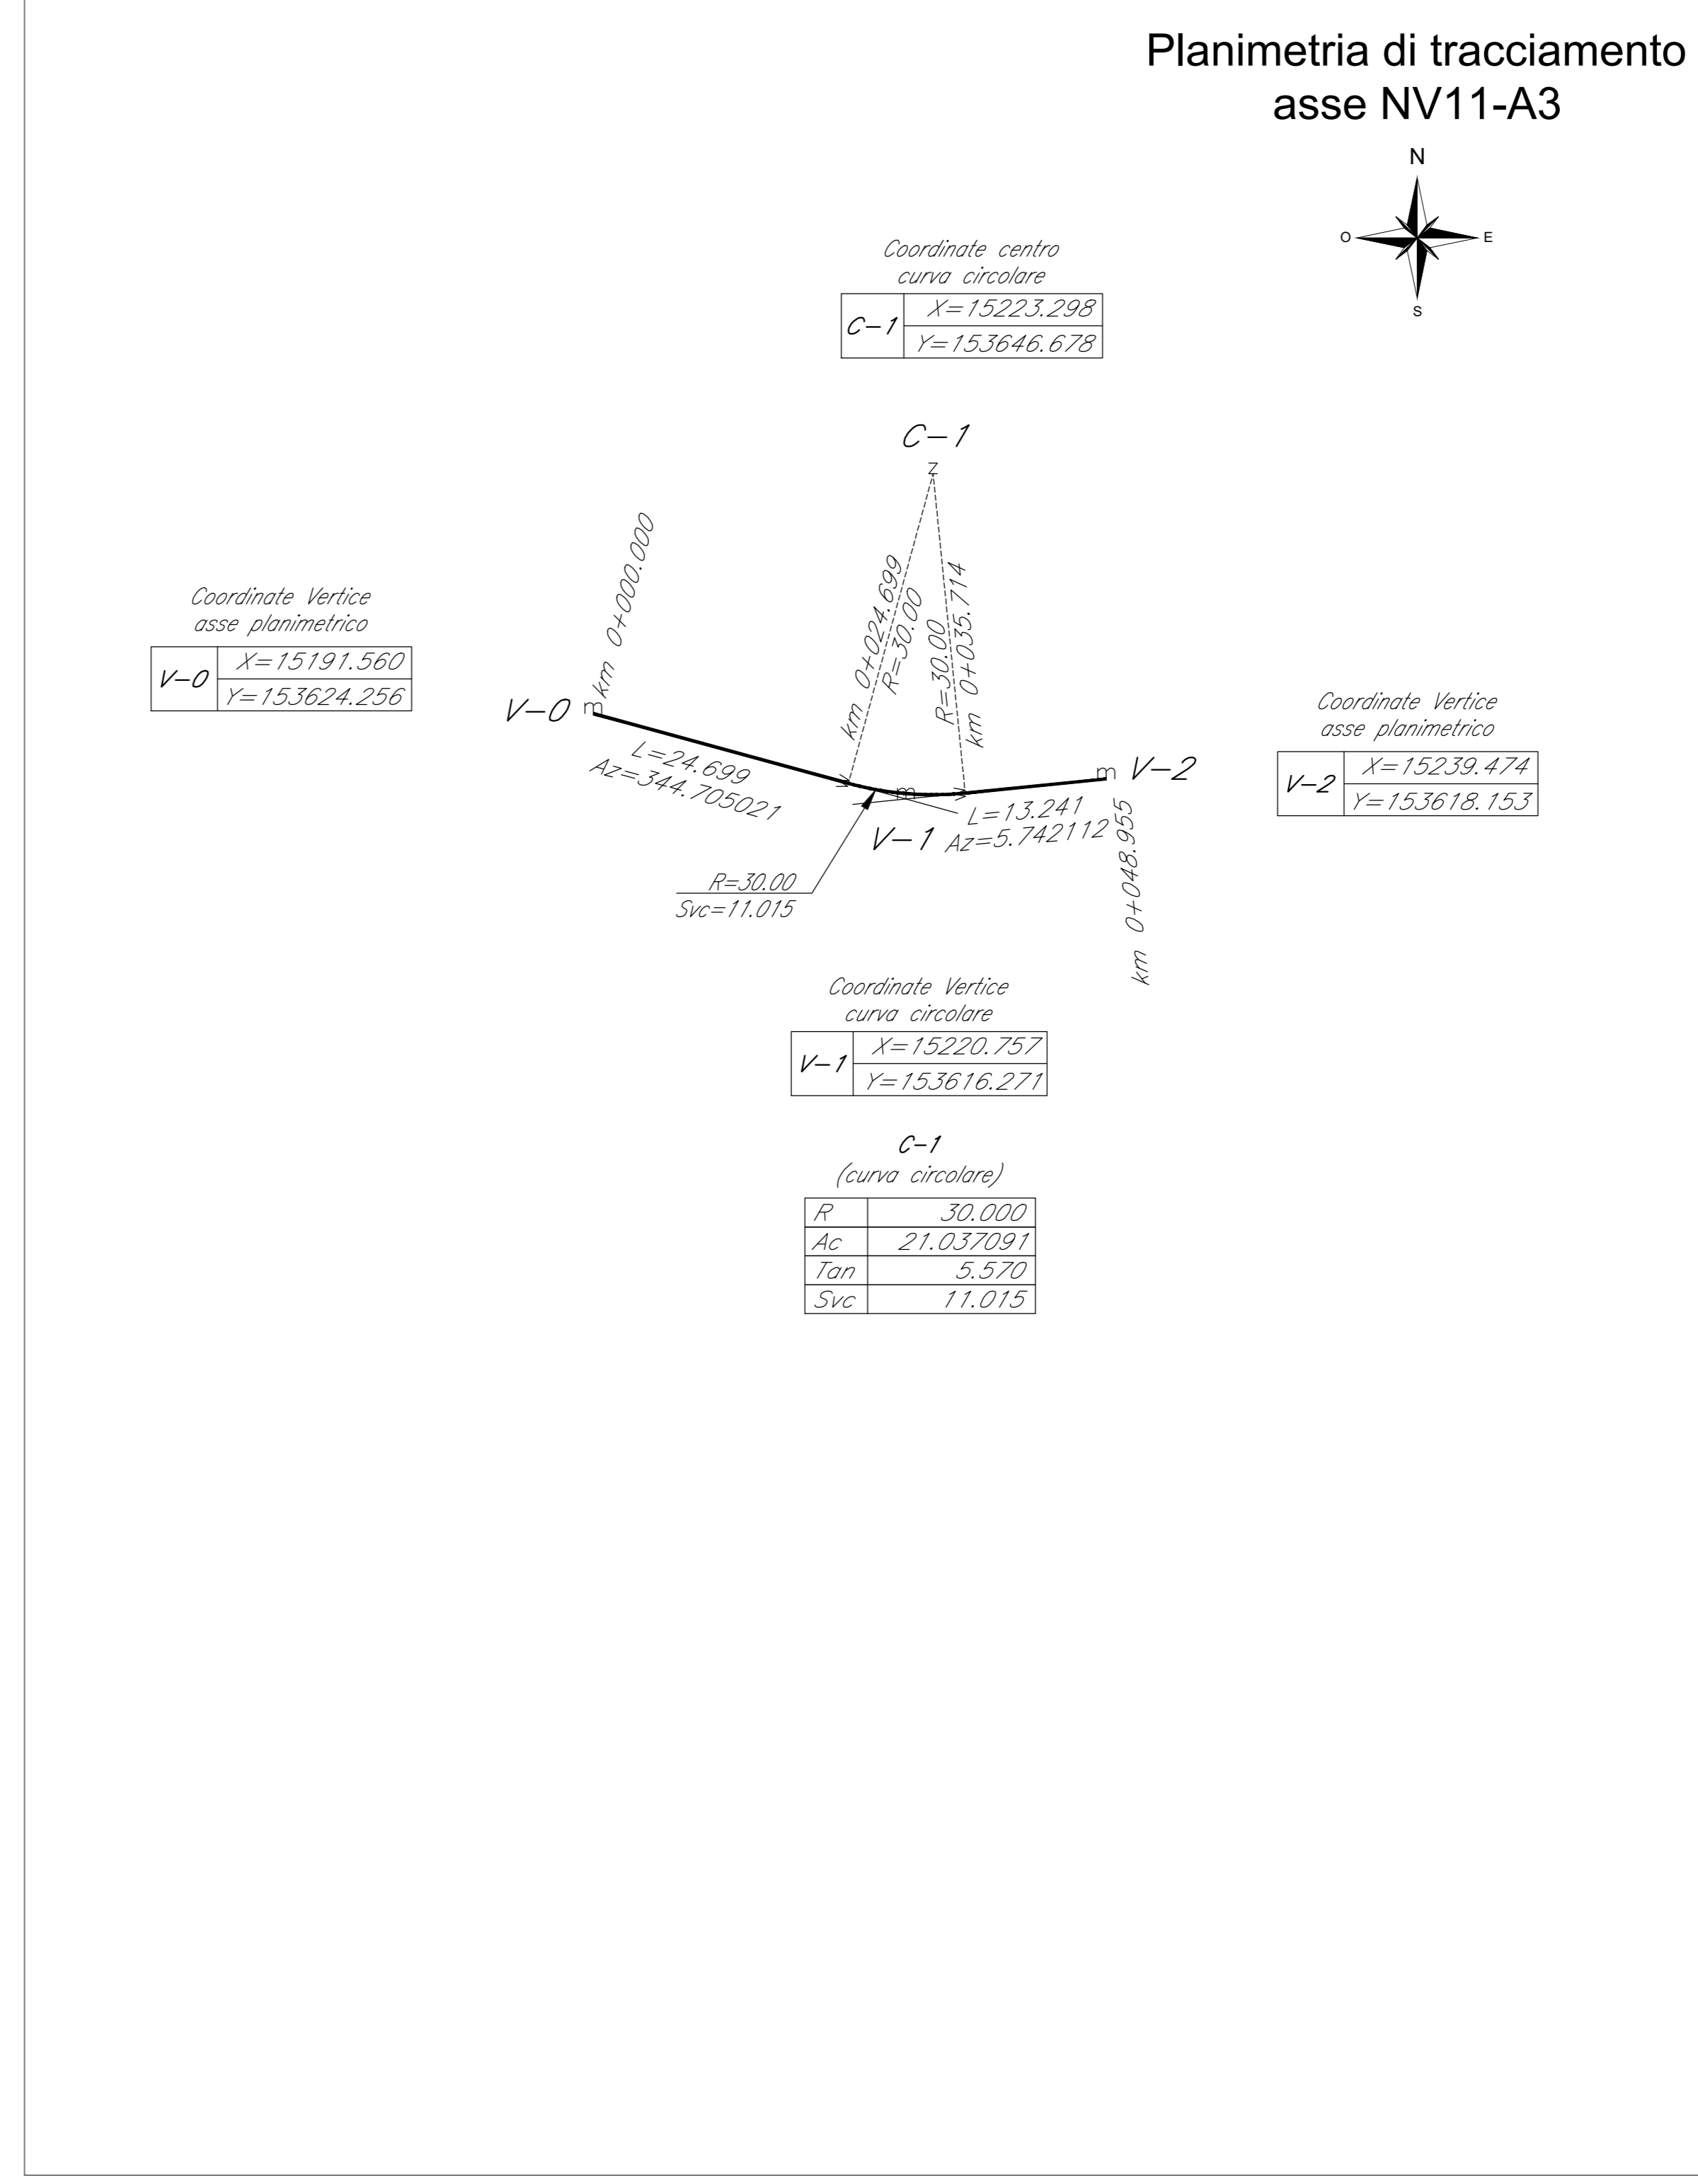 Planimetria di tracciamento
asse NV11-A3
N
O
E
S
Coordinate centro
curva circolare
C-1
X=15223.298
Y=153646.678
C-1
z
km 0+000.000
km 0+024.699
R=30.00
R=30.00
km 0+035.714
Coordinate Vertice
asse planimetrico
V-0
X=15191.560
Y=153624.256
V-0
m
L=24.699
Az=344.705021
m
V-1
L=13.241
Az=5.742112
m
V-2
km 0+048.955
Coordinate Vertice
asse planimetrico
V-2
X=15239.474
Y=153618.153
R=30.00
Svc=11.015
Coordinate Vertice
curva circolare
V-1
X=15220.757
Y=153616.271
C-1
(curva circolare)
R 30.000
Ac 21.037091
Tan 5.570
Svc 11.015